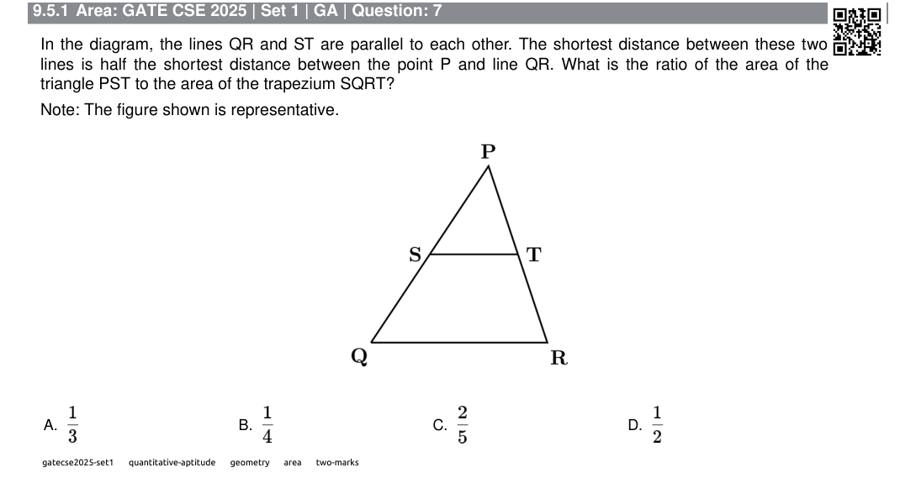 9.5.1 Area: GATE CSE 2025 | Set 1 | GA | Question: 7
In the diagram, the lines QR and ST are parallel to each other. The shortest distance between these two
lines is half the shortest distance between the point P and line QR. What is the ratio of the area of the
triangle PST to the area of the trapezium SQRT?
Note: The figure shown is representative.
P
S T
Q R
A. 1/3 B. 1/4 C. 2/5 D. 1/2
gatecse2025-set1 quantitative-aptitude geometry area two-marks